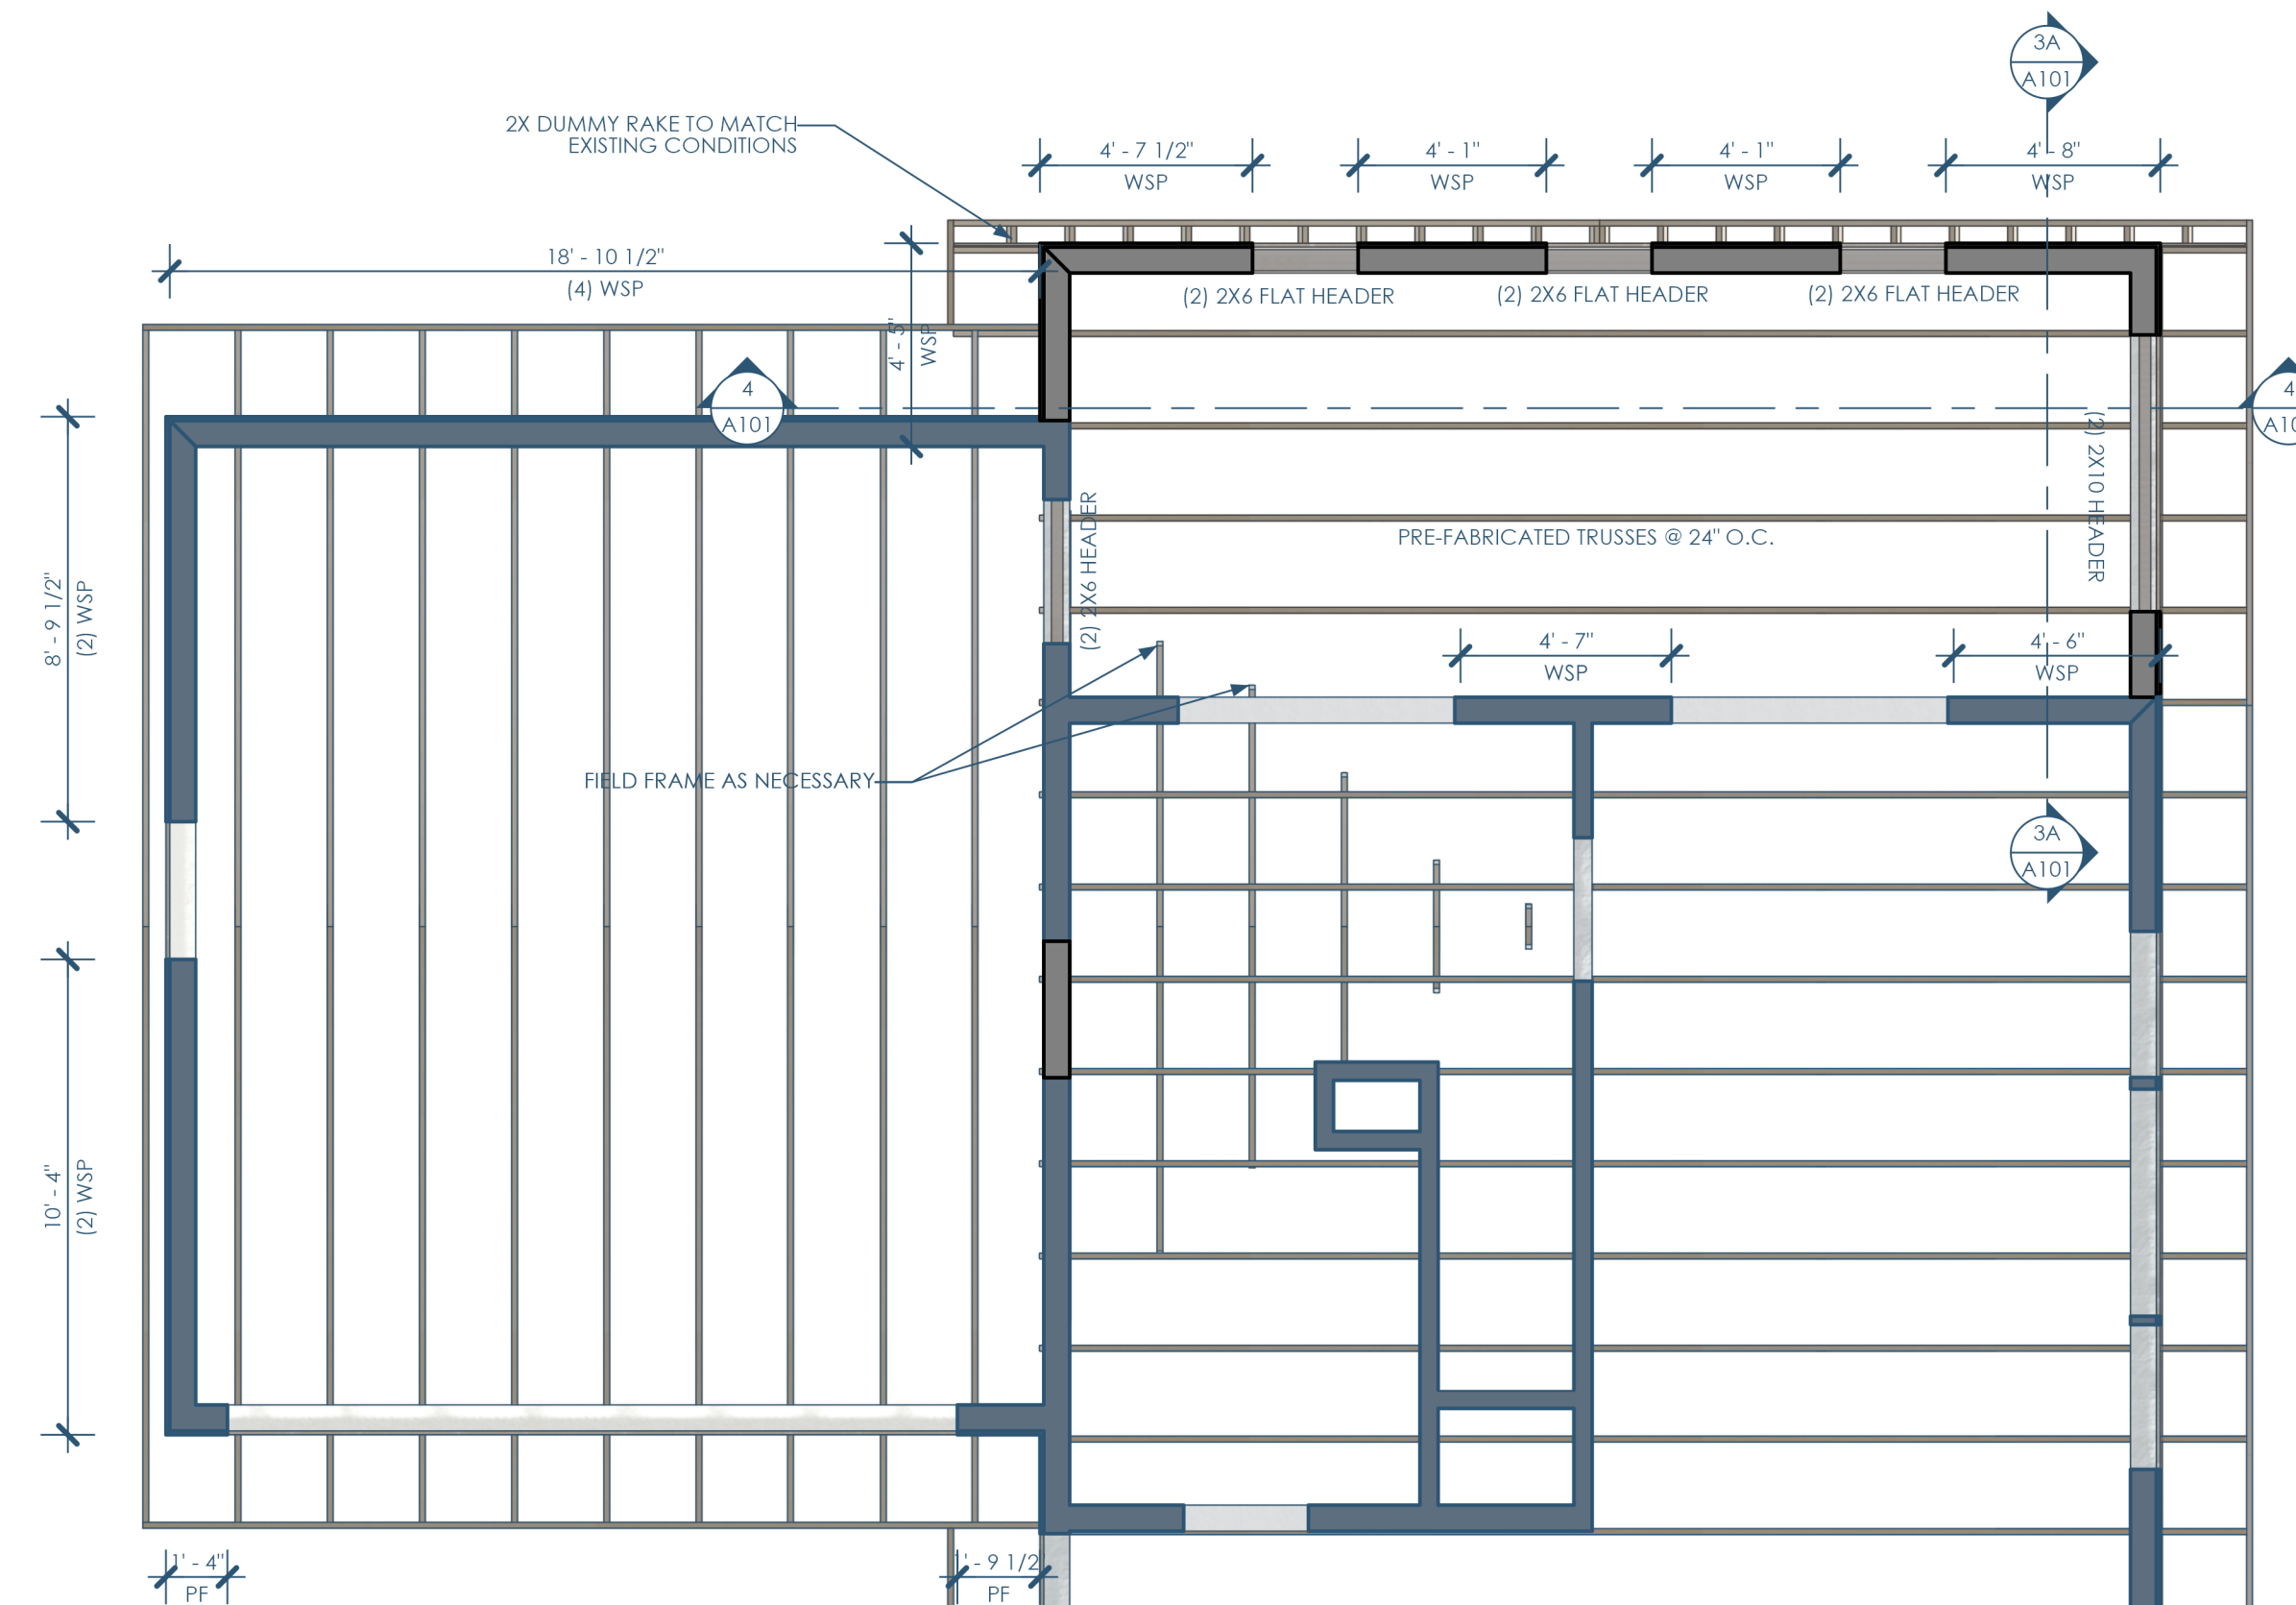 3A
A101
2X DUMMY RAKE TO MATCH
EXISTING CONDITIONS
4' - 7 1/2"
WSP
4' - 1"
WSP
4' - 1"
WSP
4' - 8"
WSP
18' - 10 1/2"
(4) WSP
(2) 2X6 FLAT HEADER
(2) 2X6 FLAT HEADER
(2) 2X6 FLAT HEADER
4' - 5"
WSP
4
A101
4
(2) 2X10 HEADER
(2) 2X6 HEADER
PRE-FABRICATED TRUSSES @ 24" O.C.
8' - 9 1/2"
(2) WSP
4' - 7"
WSP
4' - 6"
WSP
FIELD FRAME AS NECESSARY
3A
A101
10' - 4"
(2) WSP
1' - 4"
PF
' - 9 1/2
PF